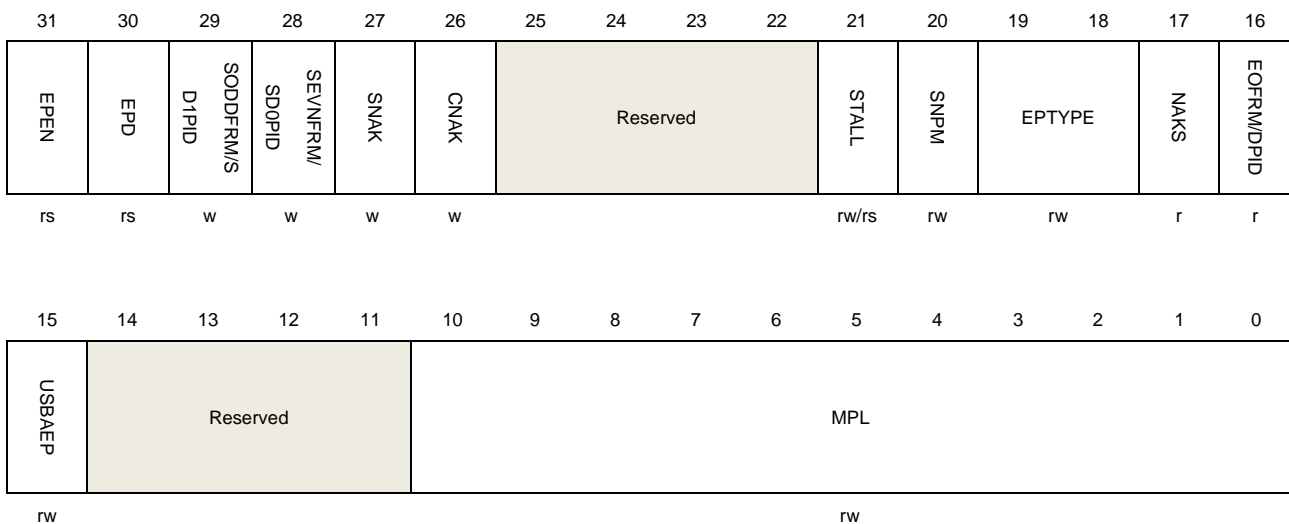 31 30 29 28 27 26 25 24 23 22 21 20 19 18 17 16
EPEN
EPD
SODDFRM/S
D1PID
SEVNFRM/
SD0PID
SNAK
CNAK
Reserved
STALL
SNPM
EPTYPE
NAKS
EOFRM/DPID
rs rs w w w w rw/rs rw rw r r
15 14 13 12 11 10 9 8 7 6 5 4 3 2 1 0
USBAEP
Reserved
MPL
rw rw